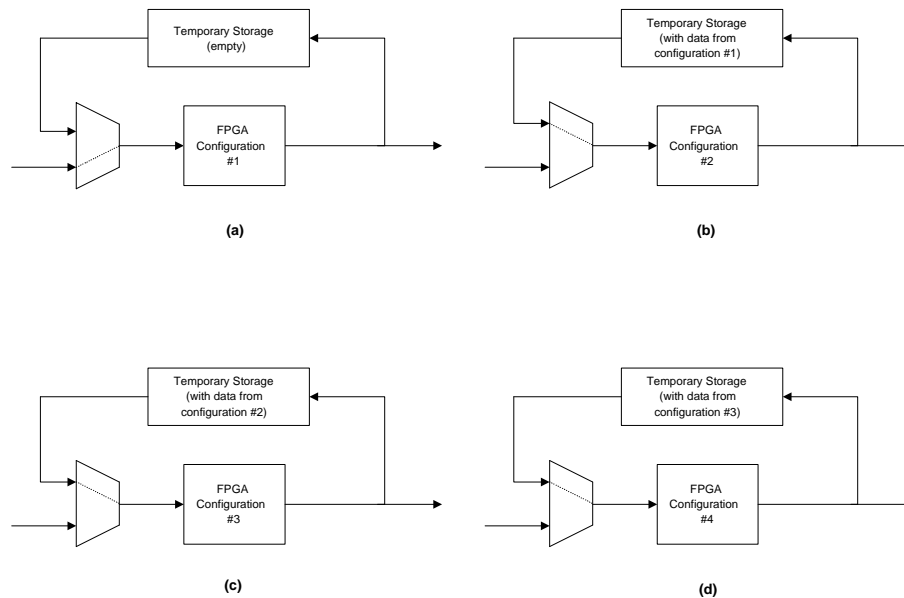 Temporary Storage
(empty)
FPGA
Configuration
#1
(a)
Temporary Storage
(with data from
configuration #1)
FPGA
Configuration
#2
(b)
Temporary Storage
(with data from
configuration #2)
FPGA
Configuration
#3
(c)
Temporary Storage
(with data from
configuration #3)
FPGA
Configuration
#4
(d)